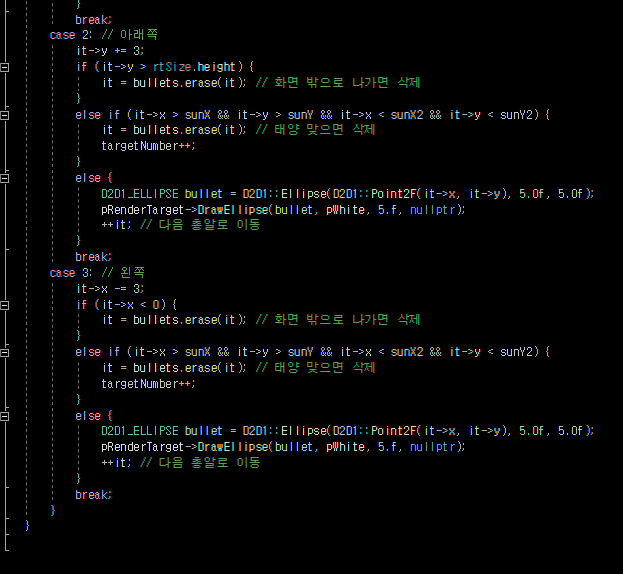 }
break;
case 2: // 아래쪽
it->y += 3;
if (it->y > rtSize.height) {
it = bullets.erase(it); // 화면 밖으로 나가면 삭제
}
else if (it->x > sunX && it->y > sunY && it->x < sunX2 && it->y < sunY2) {
it = bullets.erase(it); // 태양 맞으면 삭제
targetNumber++;
}
else {
D2D1_ELLIPSE bullet = D2D1::Ellipse(D2D1::Point2F(it->x, it->y), 5.0f, 5.0f);
pRenderTarget->DrawEllipse(bullet, pWhite, 5.f, nullptr);
++it; // 다음 총알로 이동
}
break;
case 3: // 왼쪽
it->x -= 3;
if (it->x < 0) {
it = bullets.erase(it); // 화면 밖으로 나가면 삭제
}
else if (it->x > sunX && it->y > sunY && it->x < sunX2 && it->y < sunY2) {
it = bullets.erase(it); // 태양 맞으면 삭제
targetNumber++;
}
else {
D2D1_ELLIPSE bullet = D2D1::Ellipse(D2D1::Point2F(it->x, it->y), 5.0f, 5.0f);
pRenderTarget->DrawEllipse(bullet, pWhite, 5.f, nullptr);
++it; // 다음 총알로 이동
}
break;
}
}